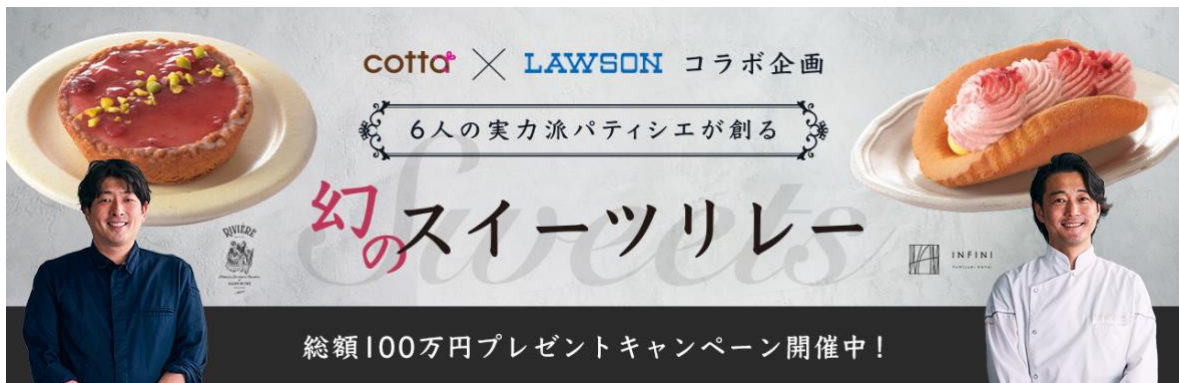 cotta × LAWSON コラボ企画
6人の実力派パティシエが創る
Sweets
幻のスイーツリレー
RIVIERE
INFINI
総額100万円プレゼントキャンペーン開催中！